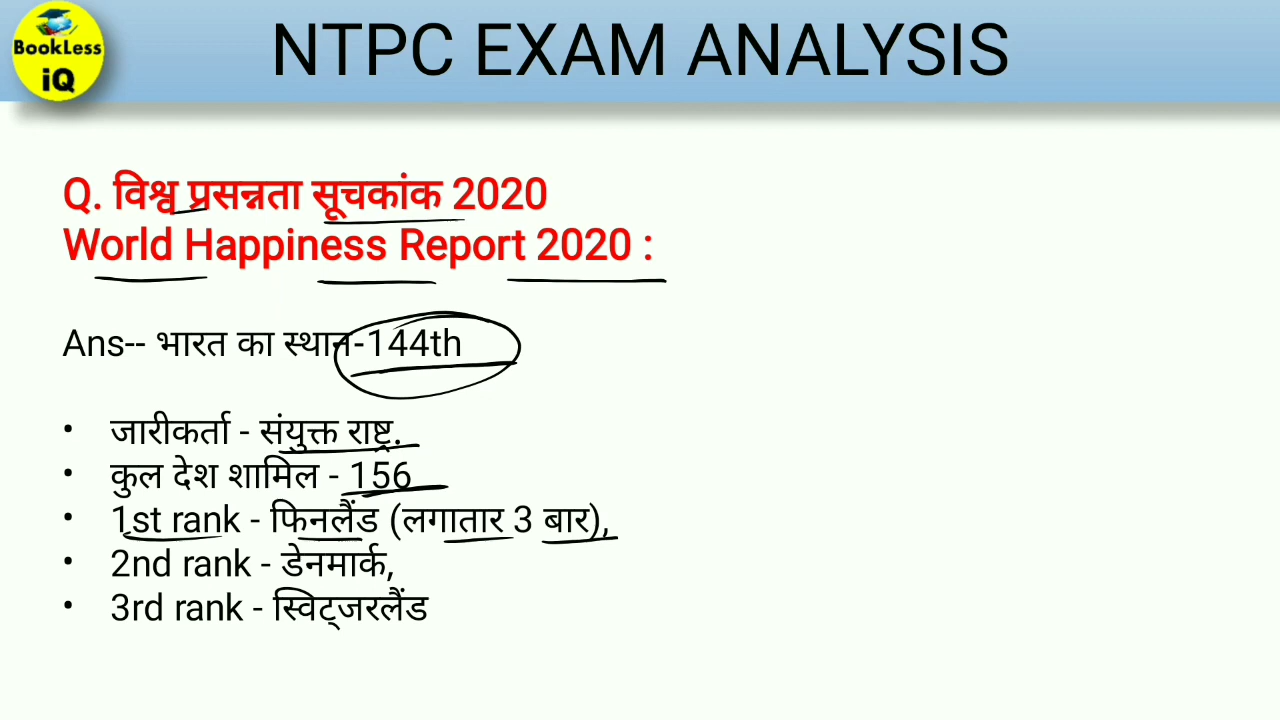 BookLess
iQ
NTPC EXAM ANALYSIS
Q. विश्व प्रसन्नता सूचकांक 2020
World Happiness Report 2020 :
Ans-- भारत का स्थान-144th
• जारीकर्ता - संयुक्त राष्ट्र.
• कुल देश शामिल - 156
• 1st rank - फिनलैंड (लगातार 3 बार),
• 2nd rank - डेनमार्क,
• 3rd rank - स्विट्जरलैंड